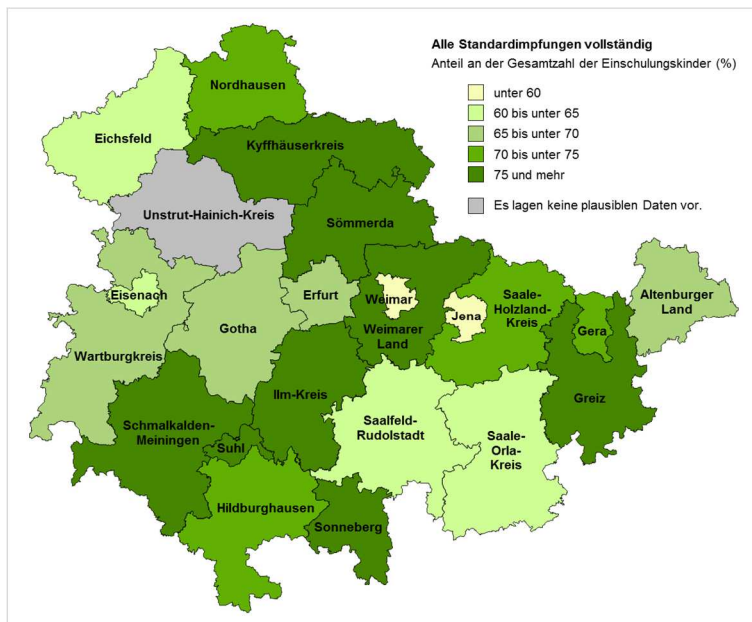 Alle Standardimpfungen vollständig
Anteil an der Gesamtzahl der Einschulungskinder (%)
unter 60
60 bis unter 65
65 bis unter 70
70 bis unter 75
75 und mehr
Es lagen keine plausiblen Daten vor.
Nordhausen
Eichsfeld
Kyffhäuserkreis
Unstrut-Hainich-Kreis
Sömmerda
Eisenach
Erfurt
Weimar
Jena
Saale-
Holzland-
Kreis
Gera
Altenburger
Land
Gotha
Weimarer
Land
Wartburgkreis
Ilm-Kreis
Greiz
Schmalkalden-
Meiningen
Saalfeld-
Rudolstadt
Saale-
Orla-
Kreis
Suhl
Hildburghausen
Sonneberg